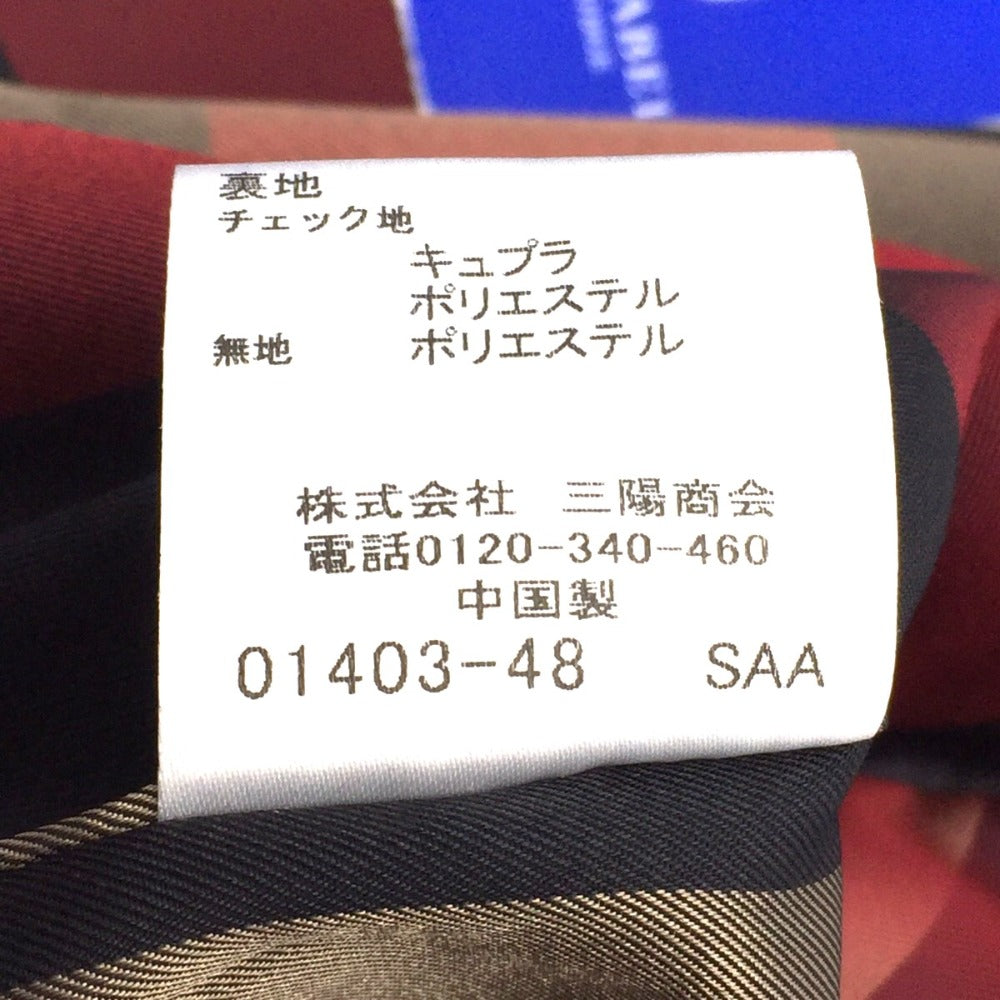 裏地
チェック地
キュプラ
ポリエステル
無地 ポリエステル
株式会社 三陽商会
電話0120-340-460
中国製
01403-48 SAA